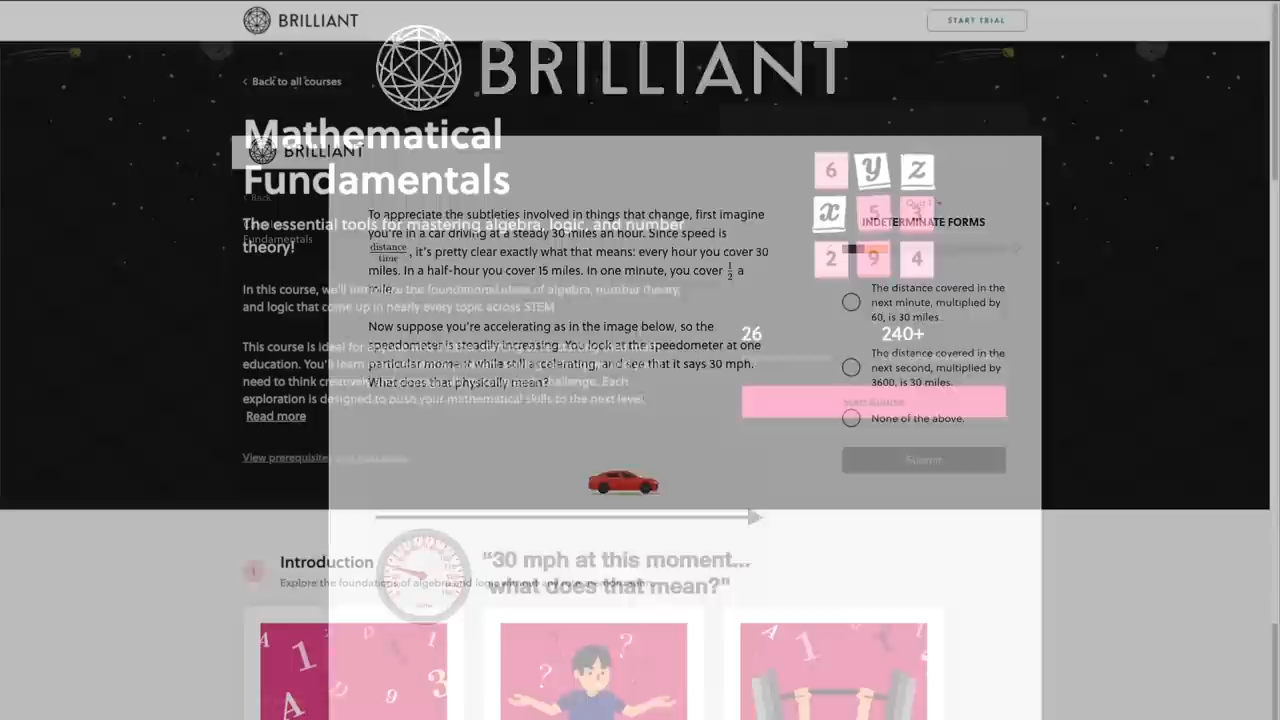 BRILLIANT
START TRIAL
BRILLIANT
‹ Back to all courses
Mathematical
Fundamentals
BRILLIANT
‹ Back
Fundamentals
The essential tools for mastering algebra, logic, and number
theory!
In this course, we'll introduce the foundational ideas of algebra, number theory,
and logic that come up in nearly every topic across STEM
This course is ideal for
education. You'll learn
need to think creatively
challenge. Each
exploration is designed to push your mathematical skills to the next level.
Read more
View prerequisite
To appreciate the subtleties involved in things that change, first imagine
you're in a car driving at a steady 30 miles an hour. Since speed is
distance
time
, it's pretty clear exactly what that means: every hour you cover 30
miles. In a half-hour you cover 15 miles. In one minute, you cover 1/2 a
mile.
Now suppose you're accelerating as in the image below, so the
speedometer is steadily increasing. You look at the speedometer at one
particular moment while still accelerating, and see that it says 30 mph.
What does that physically mean?
6 y z
x 5 3
2 9 4
Quiz 1
INDETERMINATE FORMS
The distance covered in the
next minute, multiplied by
60, is 30 miles.
26
240+
The distance covered in the
next second, multiplied by
3600, is 30 miles.
None of the above.
Submit
"30 mph at this moment...
what does that mean?"
1
Introduction
Explore the foundations of algebra and logic without any
A 1 1
9 3
A
? ?
?
A 1 1